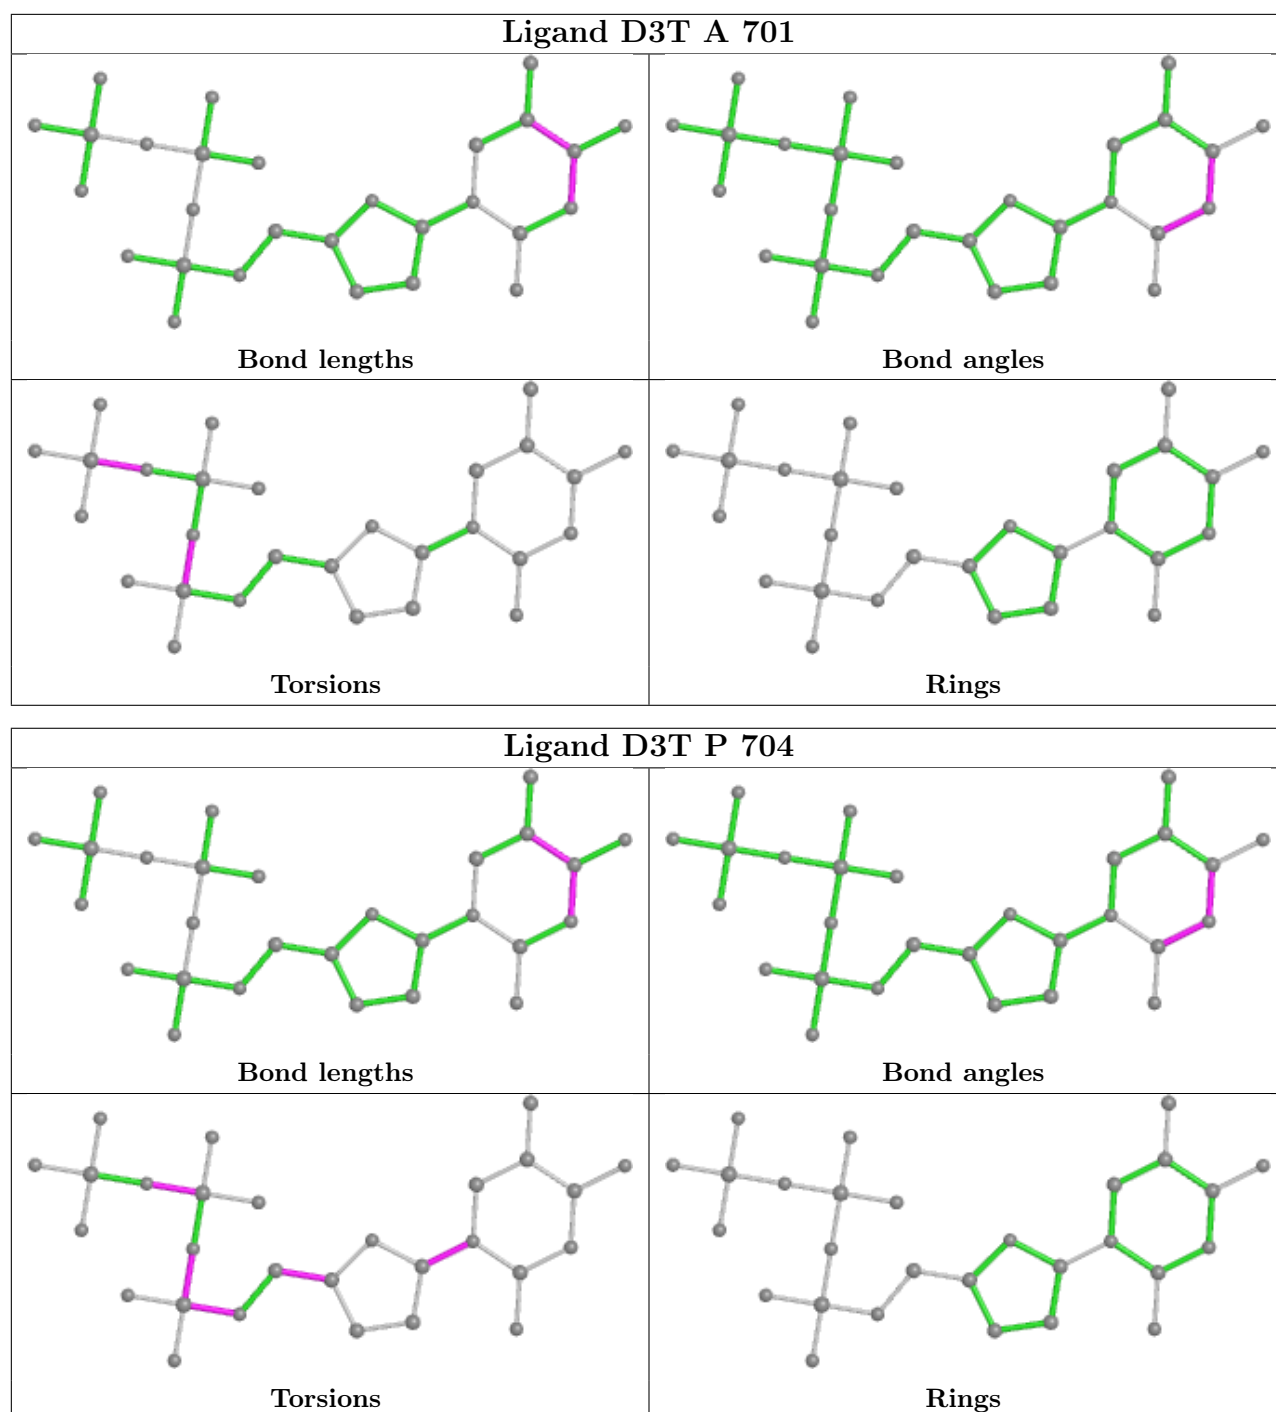 Ligand D3T A 701
Bond lengths
Bond angles
Torsions
Rings
Ligand D3T P 704
Bond lengths
Bond angles
Torsions
Rings